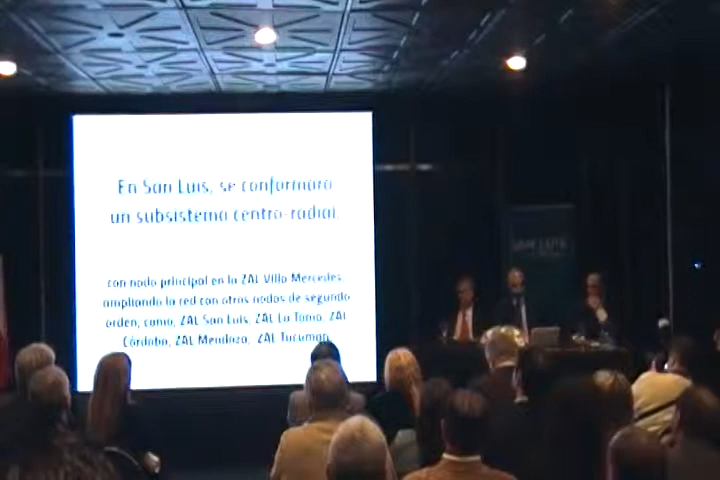 En San Luis, se conformará
un subsistema centro-radial,
con nodo principal en la ZAL Villa Mercedes,
ampliando la red con otros nodos de segundo
orden, como, ZAL San Luis, ZAL La Toma, ZAL
Córdoba, ZAL Mendoza, ZAL Tucumán.
SAN LUIS